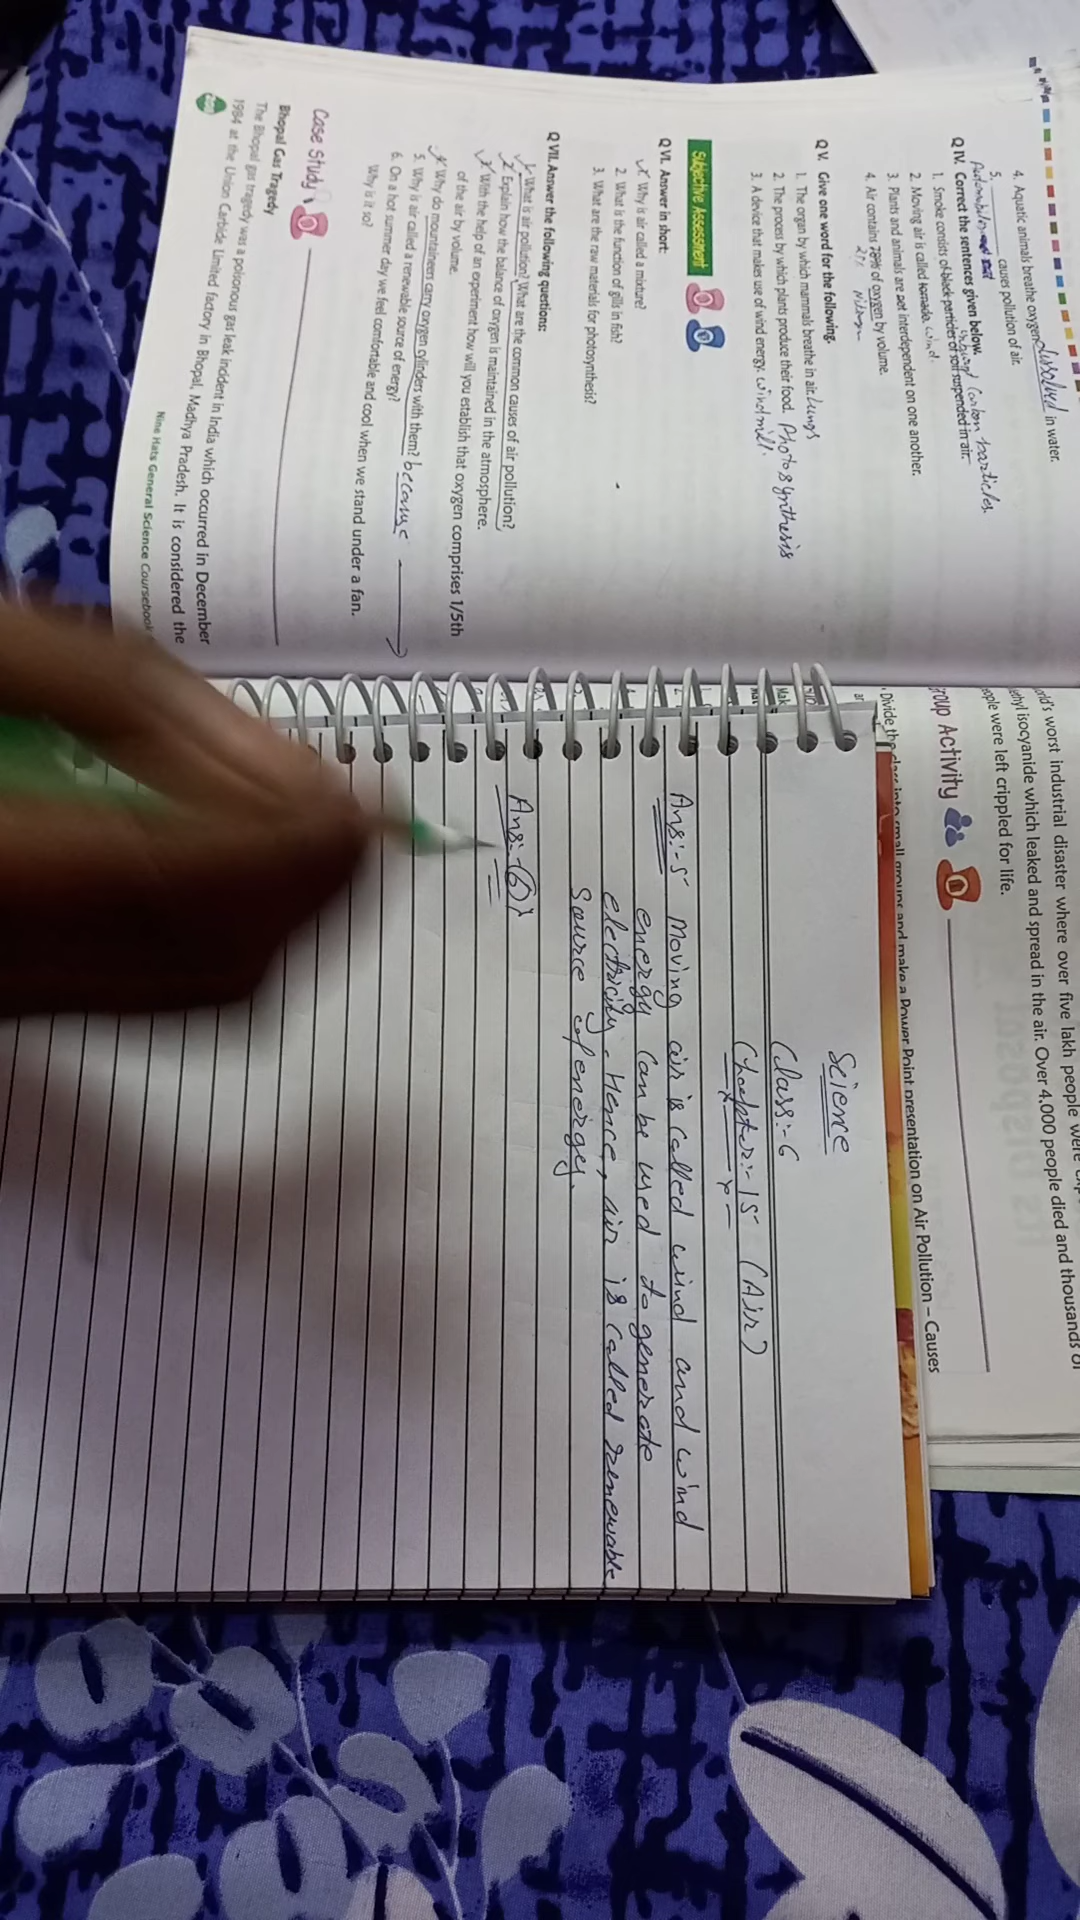 4. Aquatic animals breathe oxygen dissolved in water.
5. causes pollution of air.
Q IV. Correct the sentences given below.
1. Smoke consists of black particles of soil suspended in air.
2. Moving air is called tornado. wind.
3. Plants and animals are not interdependent on one another.
4. Air contains 78% of oxygen by volume.
Q V. Give one word for the following.
1. The organ by which mammals breathe in air. Lungs
2. The process by which plants produce their food. Photosynthesis
3. A device that makes use of wind energy. windmill.
Subjective Assessment
Q VI. Answer in short:
1. Why is air called a mixture?
2. What is the function of gills in fish?
3. What are the raw materials for photosynthesis?
Q VII. Answer the following questions:
1. What is air pollution? What are the common causes of air pollution?
2. Explain how the balance of oxygen is maintained in the atmosphere.
3. With the help of an experiment how will you establish that oxygen comprises 1/5th
of the air by volume.
4. Why do mountaineers carry oxygen cylinders with them? because
5. Why is air called a renewable source of energy?
6. On a hot summer day we feel comfortable and cool when we stand under a fan.
Why is it so?
Case Study
Bhopal Gas Tragedy
The Bhopal gas tragedy was a poisonous gas leak incident in India which occurred in December
1984 at the Union Carbide United factory in Bhopal, Madhya Pradesh. It is considered the
Nine Hats General Science Coursebook
world's worst industrial disaster where over five lakh people were
methyl isocyanide which leaked and spread in the air. Over 4,000 people died and thousands of
people were left crippled for life.
Group Activity
Divide the class into small groups and make a Power Point presentation on Air Pollution – Causes
Science
Class:- 6
Chapter:- 15 (Air)
Ans:- 5 Moving air is called wind and wind
energy can be used to generate
electricity. Hence, air is called renewable
source of energy.
Ans:- (6)